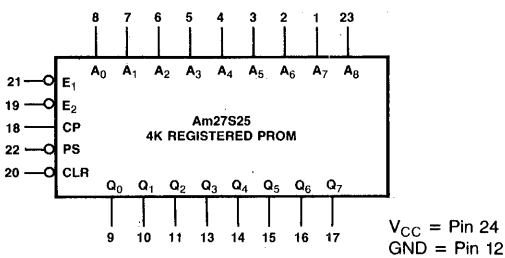 8 7 6 5 4 3 2 1 23
A0 A1 A2 A3 A4 A5 A6 A7 A8
21 E1
19 E2
18 CP
22 PS
20 CLR
Am27S25
4K REGISTERED PROM
Q0 Q1 Q2 Q3 Q4 Q5 Q6 Q7
9 10 11 13 14 15 16 17
VCC = Pin 24
GND = Pin 12